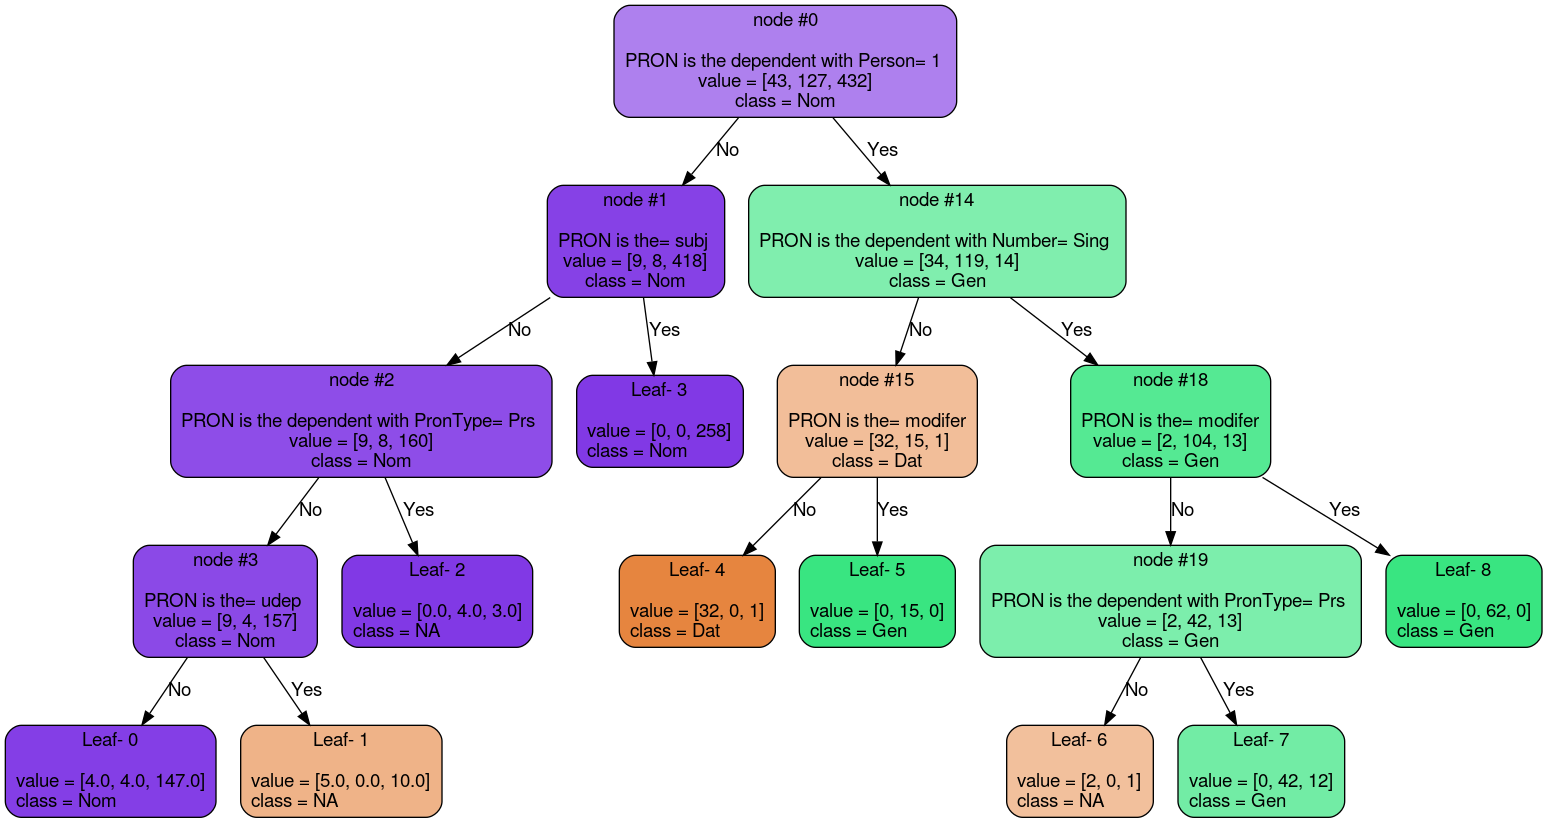 node #0
PRON is the dependent with Person= 1
value = [43, 127, 432]
class = Nom
No
Yes
node #1
PRON is the= subj
value = [9, 8, 418]
class = Nom
node #14
PRON is the dependent with Number= Sing
value = [34, 119, 14]
class = Gen
No
Yes
No
Yes
node #2
PRON is the dependent with PronType= Prs
value = [9, 8, 160]
class = Nom
Leaf- 3
value = [0, 0, 258]
class = Nom
node #15
PRON is the= modifer
value = [32, 15, 1]
class = Dat
node #18
PRON is the= modifer
value = [2, 104, 13]
class = Gen
No
Yes
No
Yes
No
Yes
node #3
PRON is the= udep
value = [9, 4, 157]
class = Nom
Leaf- 2
value = [0.0, 4.0, 3.0]
class = NA
Leaf- 4
value = [32, 0, 1]
class = Dat
Leaf- 5
value = [0, 15, 0]
class = Gen
node #19
PRON is the dependent with PronType= Prs
value = [2, 42, 13]
class = Gen
Leaf- 8
value = [0, 62, 0]
class = Gen
No
Yes
No
Yes
Leaf- 0
value = [4.0, 4.0, 147.0]
class = Nom
Leaf- 1
value = [5.0, 0.0, 10.0]
class = NA
Leaf- 6
value = [2, 0, 1]
class = NA
Leaf- 7
value = [0, 42, 12]
class = Gen